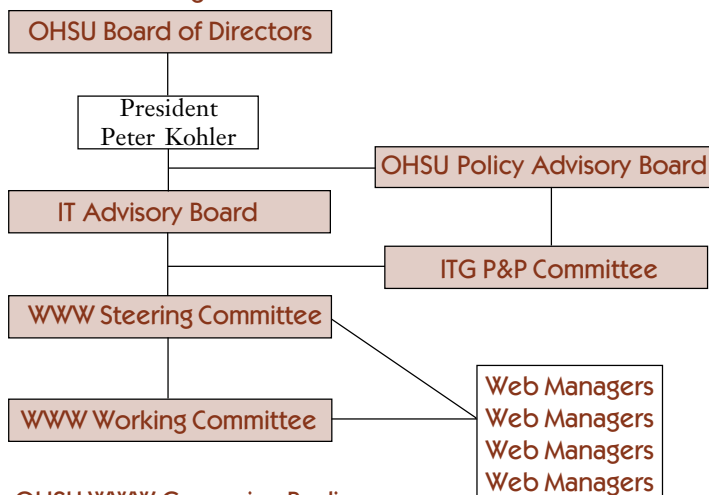 OHSU Board of Directors
President
Peter Kohler
OHSU Policy Advisory Board
IT Advisory Board
ITG P&P Committee
WWW Steering Committee
WWW Working Committee
Web Managers
Web Managers
Web Managers
Web Managers